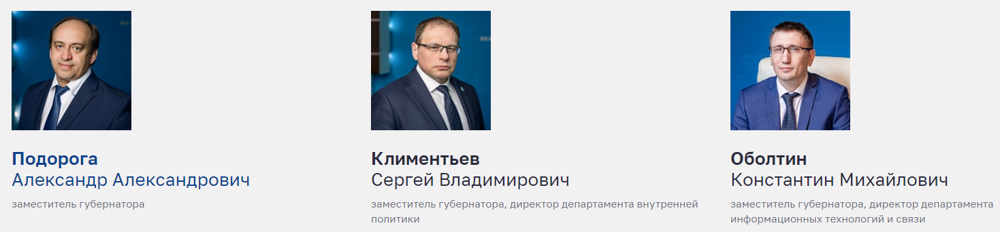 Подорога
Александр Александрович
заместитель губернатора
Климентьев
Сергей Владимирович
заместитель губернатора, директор департамента внутренней
политики
Оболтин
Константин Михайлович
заместитель губернатора, директор департамента
информационных технологий и связи